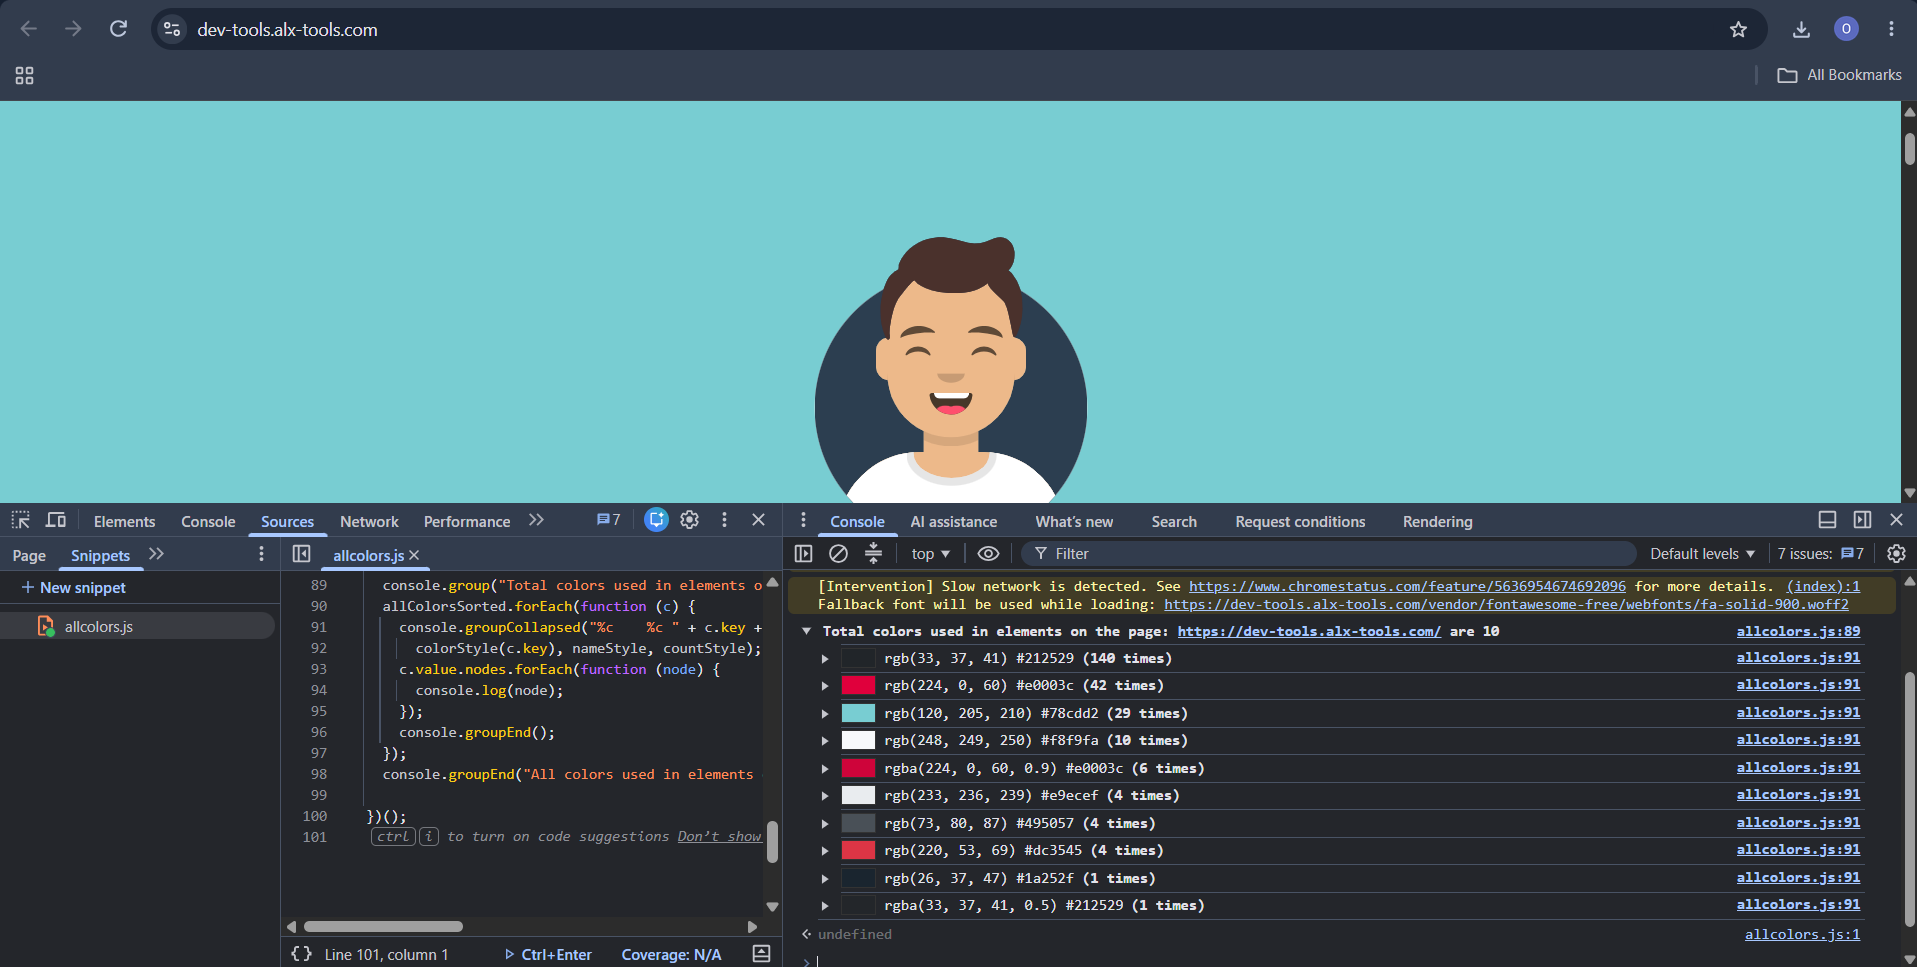 dev-tools.alx-tools.com
O
All Bookmarks
Elements Console Sources Network Performance 7
Console AI assistance What's new Search Request conditions Rendering
Page Snippets
allcolors.js
top Filter Default levels 7 issues: 7
New snippet
allcolors.js
89 console.group("Total colors used in elements o
90 allColorsSorted.forEach(function (c) {
91 console.groupCollapsed("%c    %c " + c.key +
92 colorStyle(c.key), nameStyle, countStyle);
93 c.value.nodes.forEach(function (node) {
94 console.log(node);
95 });
96 console.groupEnd();
97 });
98 console.groupEnd("All colors used in elements
99
100 })();
101 ctrl i to turn on code suggestions Don't show
{ } Line 101, column 1 Ctrl+Enter Coverage: N/A
[Intervention] Slow network is detected. See https://www.chromestatus.com/feature/5636954674692096 for more details. (index):1
Fallback font will be used while loading: https://dev-tools.alx-tools.com/vendor/fontawesome-free/webfonts/fa-solid-900.woff2
Total colors used in elements on the page: https://dev-tools.alx-tools.com/ are 10 allcolors.js:89
rgb(33, 37, 41) #212529 (140 times) allcolors.js:91
rgb(224, 0, 60) #e0003c (42 times) allcolors.js:91
rgb(120, 205, 210) #78cdd2 (29 times) allcolors.js:91
rgb(248, 249, 250) #f8f9fa (10 times) allcolors.js:91
rgba(224, 0, 60, 0.9) #e0003c (6 times) allcolors.js:91
rgb(233, 236, 239) #e9ecef (4 times) allcolors.js:91
rgb(73, 80, 87) #495057 (4 times) allcolors.js:91
rgb(220, 53, 69) #dc3545 (4 times) allcolors.js:91
rgb(26, 37, 47) #1a252f (1 times) allcolors.js:91
rgba(33, 37, 41, 0.5) #212529 (1 times) allcolors.js:91
undefined allcolors.js:1